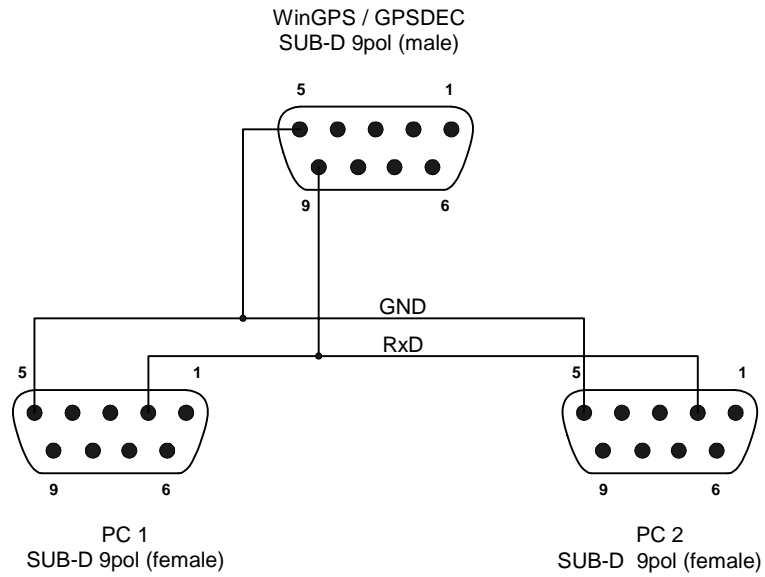 WinGPS / GPSDEC
SUB-D 9pol (male)
5 1
9 6
GND
RxD
5 1
5 1
9 6
9 6
PC 1
SUB-D 9pol (female)
PC 2
SUB-D 9pol (female)